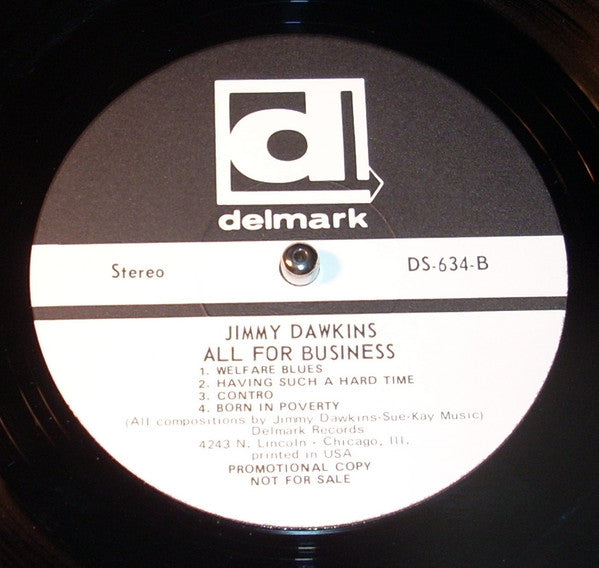 d
delmark
Stereo
DS-634-B
JIMMY DAWKINS
ALL FOR BUSINESS
1. WELFARE BLUES
2. HAVING SUCH A HARD TIME
3. CONTRO
4. BORN IN POVERTY
(All compositions by Jimmy Dawkins-Sue-Kay Music)
Delmark Records
4243 N. Lincoln - Chicago, Ill.
printed in USA
PROMOTIONAL COPY
NOT FOR SALE